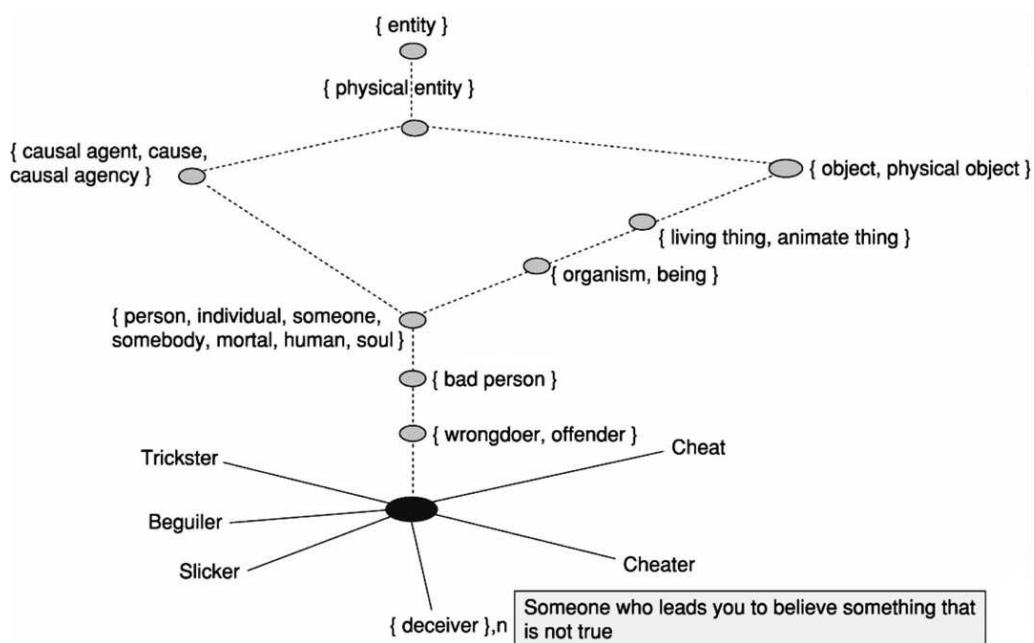 { entity }
{ physical entity }
{ causal agent, cause,
causal agency }
{ object, physical object }
{ living thing, animate thing }
{ organism, being }
{ person, individual, someone,
somebody, mortal, human, soul }
{ bad person }
{ wrongdoer, offender }
Trickster
Cheat
Beguiler
Slicker
Cheater
{ deceiver },n
Someone who leads you to believe something that
is not true